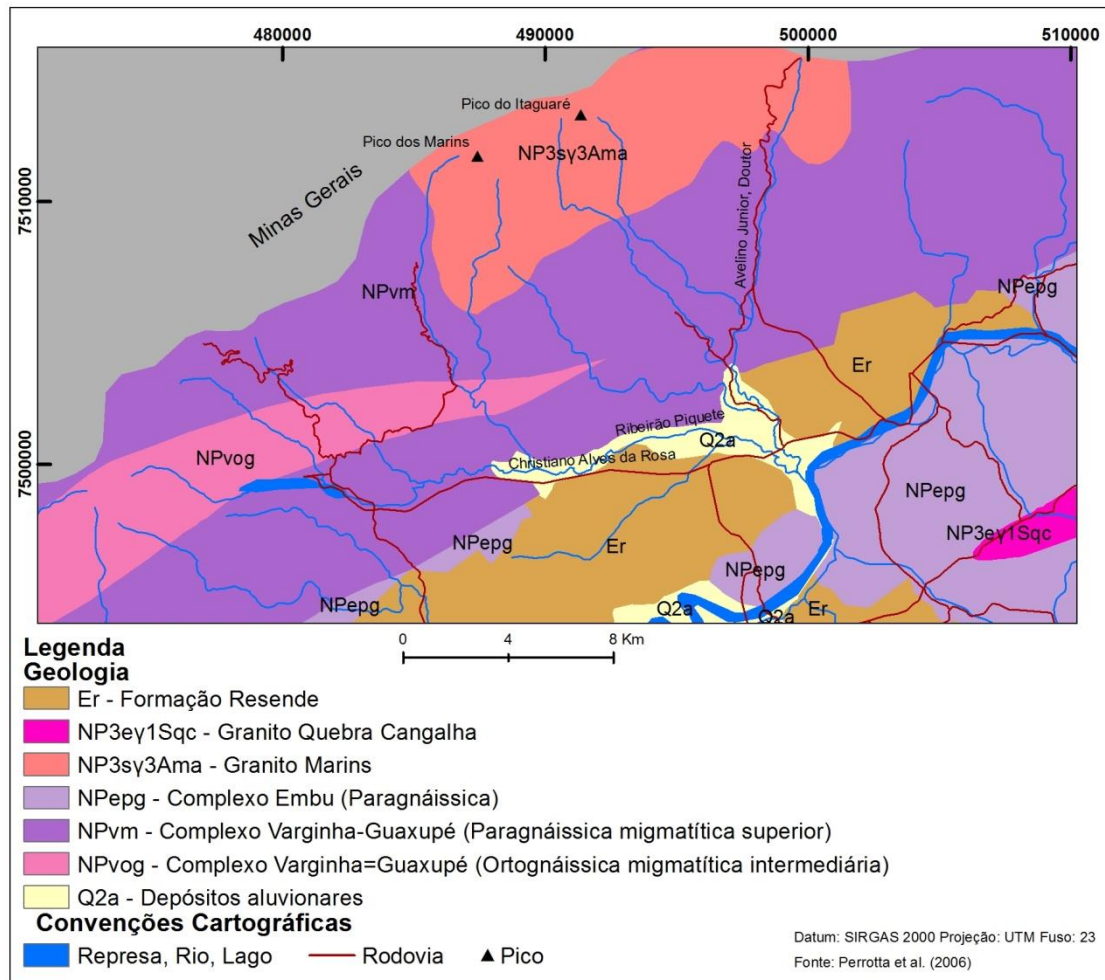 480000 490000 500000 510000
Pico do Itaguaré
Pico dos Marins
NP3sγ3Ama
7510000
Minas Gerais
Avelino Junior, Doutor
NPvm
NPepg
Er
Ribeirão Piquete
Q2a
7500000
NPvog
Christiano Alves da Rosa
NPepg
NP3eγ1Sqc
NPepg
Er
NPepg
NPepg
Q2a
Q2a
Er
0 4 8 Km
Legenda
Geologia
Er - Formação Resende
NP3eγ1Sqc - Granito Quebra Cangalha
NP3sγ3Ama - Granito Marins
NPepg - Complexo Embu (Paragnáissica)
NPvm - Complexo Varginha-Guaxupé (Paragnáissica migmatítica superior)
NPvog - Complexo Varginha=Guaxupé (Ortognáissica migmatítica intermediária)
Q2a - Depósitos aluvionares
Convenções Cartográficas
Represa, Rio, Lago Rodovia Pico
Datum: SIRGAS 2000 Projeção: UTM Fuso: 23
Fonte: Perrotta et al. (2006)